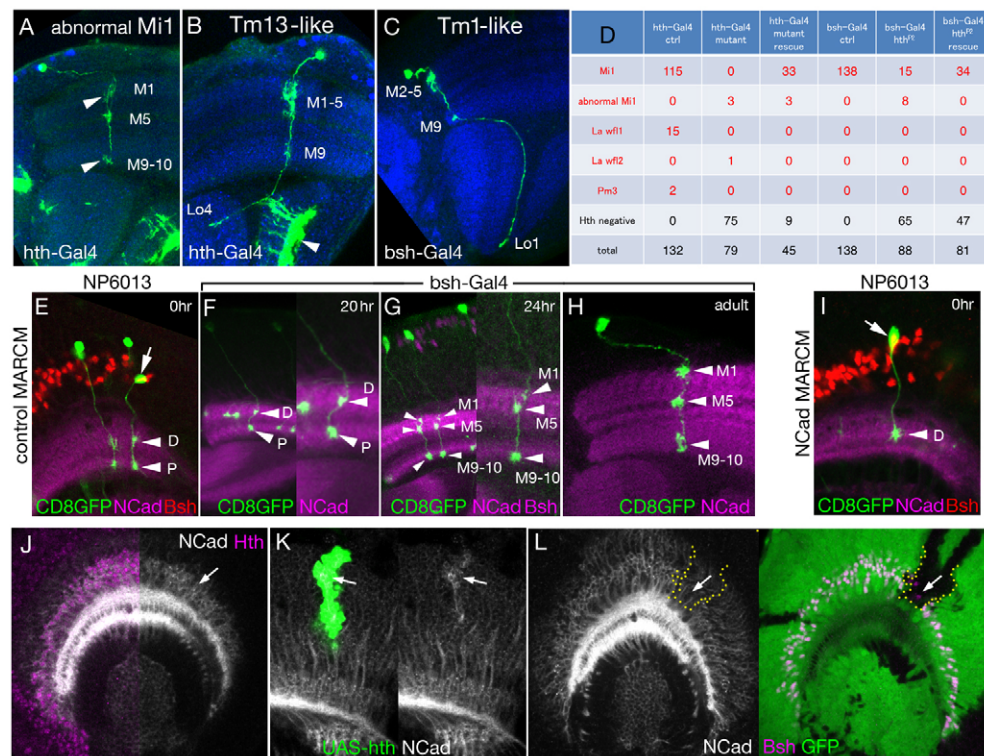 A abnormal Mi1
M1
M5
M9-10
hth-Gal4
B Tm13-like
M1-5
M9
Lo4
hth-Gal4
C Tm1-like
M2-5
M9
Lo1
bsh-Gal4
D hth-Gal4 ctrl hth-Gal4 mutant hth-Gal4 mutant rescue bsh-Gal4 ctrl bsh-Gal4 bsh-Gal4 rescue
Mi1 115 0 33 138 15 34
abnormal Mi1 0 3 3 0 8 0
La wfl1 15 0 0 0 0 0
La wfl2 0 1 0 0 0 0
Pm3 2 0 0 0 0 0
Hth negative 0 75 9 0 65 47
total 132 79 45 138 88 81
NP6013
bsh-Gal4
NP6013
control MARCM
E 0hr
D
P
CD8GFP NCad Bsh
F 20hr
D
P
D
P
CD8GFP NCad
G 24hr
M1
M5
M9-10
M1
M5
M9-10
CD8GFP NCad Bsh
H adult
M1
M5
M9-10
CD8GFP NCad
NCad MARCM
I 0hr
D
CD8GFP NCad Bsh
J NCad Hth
K
UAS-hth NCad
L
NCad
Bsh GFP